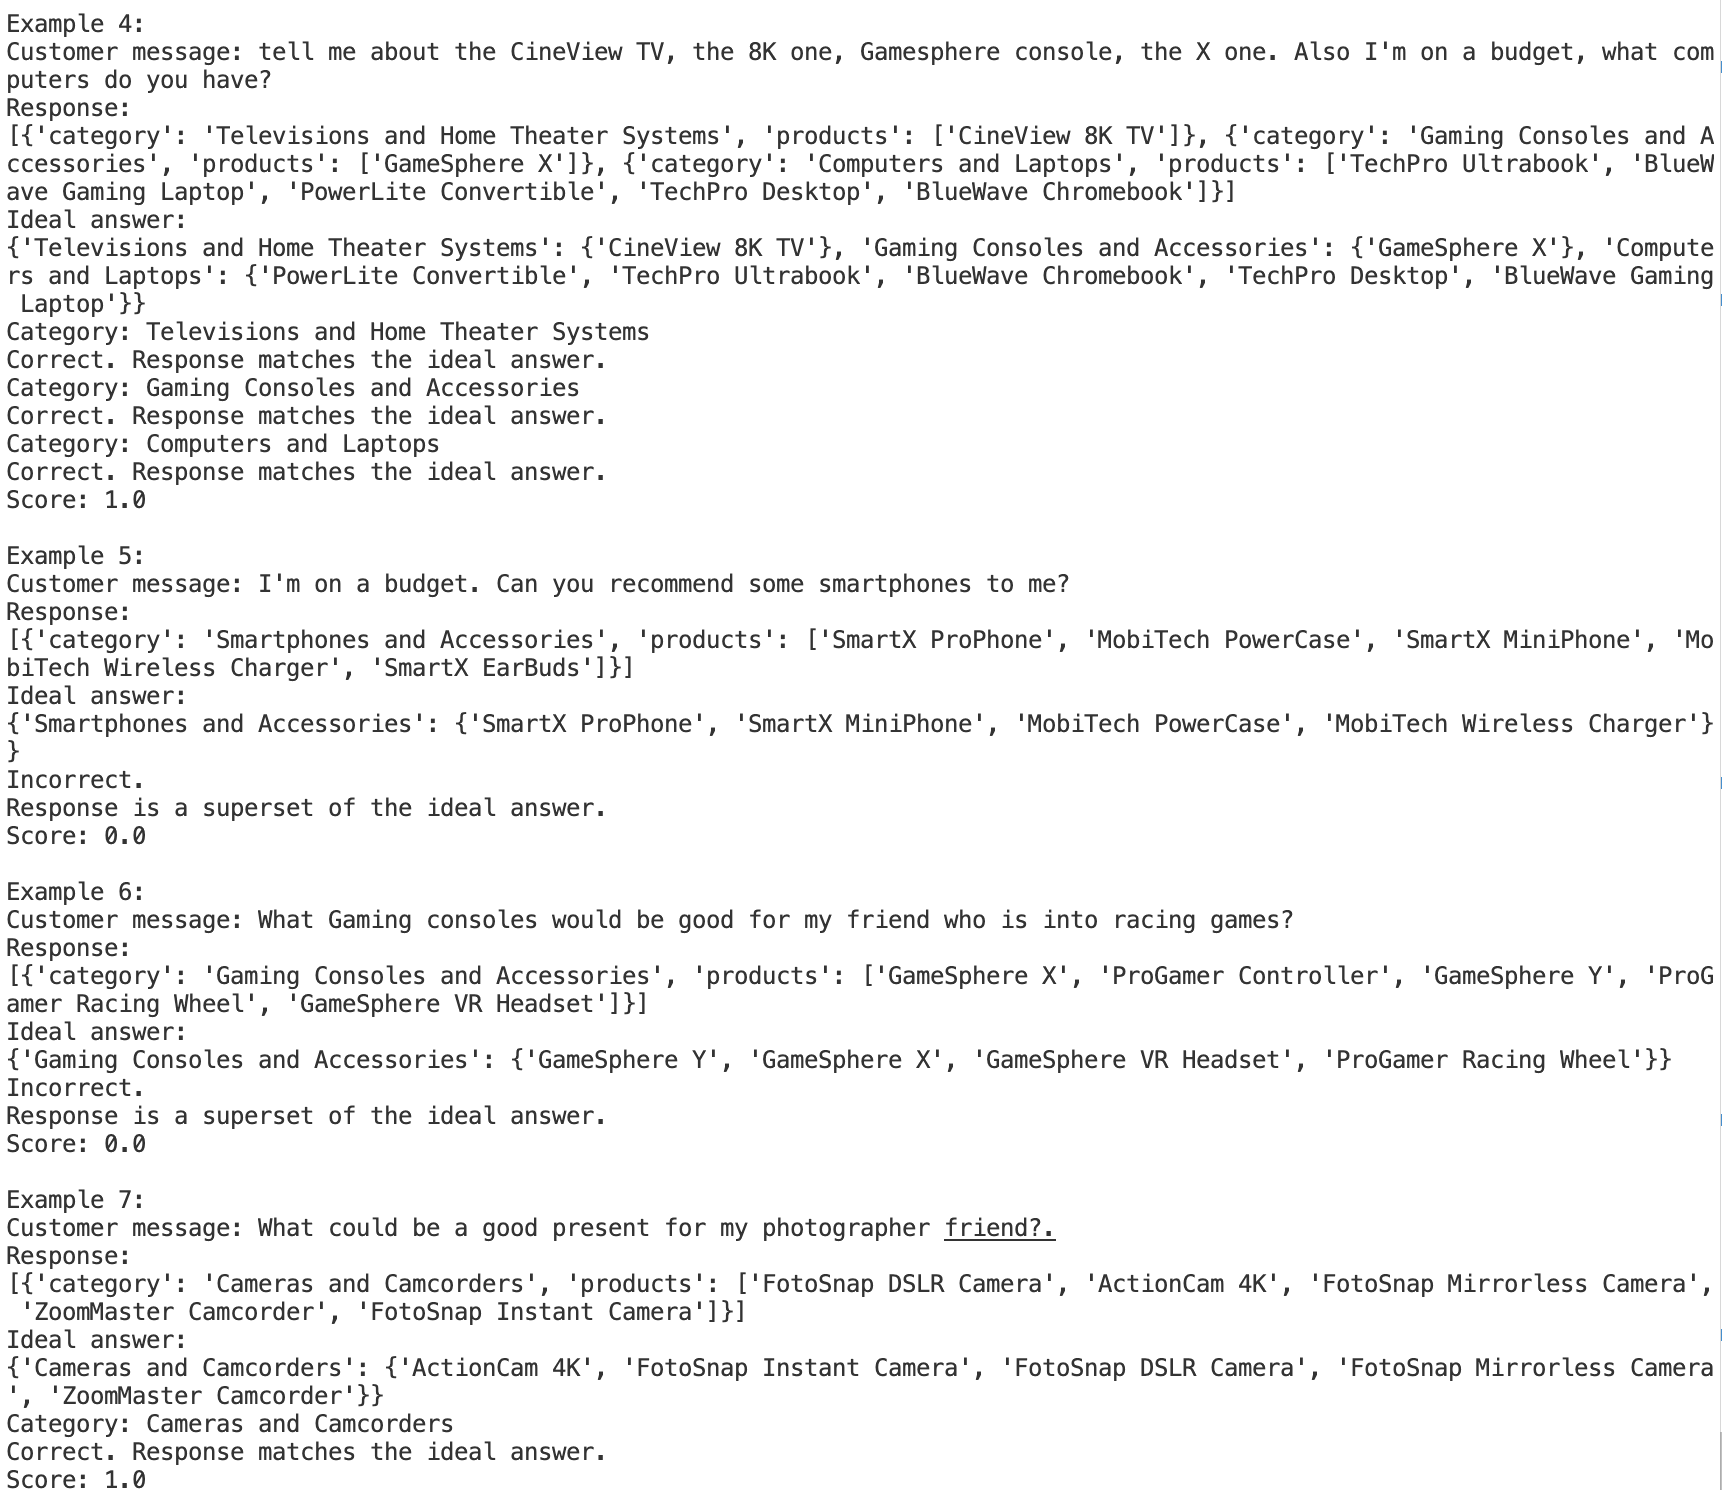 Example 4:
Customer message: tell me about the CineView TV, the 8K one, Gamesphere console, the X one. Also I'm on a budget, what com
puters do you have?
Response:
[{'category': 'Televisions and Home Theater Systems', 'products': ['CineView 8K TV']}, {'category': 'Gaming Consoles and A
ccessories', 'products': ['GameSphere X']}, {'category': 'Computers and Laptops', 'products': ['TechPro Ultrabook', 'BlueW
ave Gaming Laptop', 'PowerLite Convertible', 'TechPro Desktop', 'BlueWave Chromebook']}]
Ideal answer:
{'Televisions and Home Theater Systems': {'CineView 8K TV'}, 'Gaming Consoles and Accessories': {'GameSphere X'}, 'Compute
rs and Laptops': {'PowerLite Convertible', 'TechPro Ultrabook', 'BlueWave Chromebook', 'TechPro Desktop', 'BlueWave Gaming
 Laptop'}}
Category: Televisions and Home Theater Systems
Correct. Response matches the ideal answer.
Category: Gaming Consoles and Accessories
Correct. Response matches the ideal answer.
Category: Computers and Laptops
Correct. Response matches the ideal answer.
Score: 1.0

Example 5:
Customer message: I'm on a budget. Can you recommend some smartphones to me?
Response:
[{'category': 'Smartphones and Accessories', 'products': ['SmartX ProPhone', 'MobiTech PowerCase', 'SmartX MiniPhone', 'Mo
biTech Wireless Charger', 'SmartX EarBuds']}]
Ideal answer:
{'Smartphones and Accessories': {'SmartX ProPhone', 'SmartX MiniPhone', 'MobiTech PowerCase', 'MobiTech Wireless Charger'}
}
Incorrect.
Response is a superset of the ideal answer.
Score: 0.0

Example 6:
Customer message: What Gaming consoles would be good for my friend who is into racing games?
Response:
[{'category': 'Gaming Consoles and Accessories', 'products': ['GameSphere X', 'ProGamer Controller', 'GameSphere Y', 'ProG
amer Racing Wheel', 'GameSphere VR Headset']}]
Ideal answer:
{'Gaming Consoles and Accessories': {'GameSphere Y', 'GameSphere X', 'GameSphere VR Headset', 'ProGamer Racing Wheel'}}
Incorrect.
Response is a superset of the ideal answer.
Score: 0.0

Example 7:
Customer message: What could be a good present for my photographer friend?.
Response:
[{'category': 'Cameras and Camcorders', 'products': ['FotoSnap DSLR Camera', 'ActionCam 4K', 'FotoSnap Mirrorless Camera',
 'ZoomMaster Camcorder', 'FotoSnap Instant Camera']}]
Ideal answer:
{'Cameras and Camcorders': {'ActionCam 4K', 'FotoSnap Instant Camera', 'FotoSnap DSLR Camera', 'FotoSnap Mirrorless Camera
', 'ZoomMaster Camcorder'}}
Category: Cameras and Camcorders
Correct. Response matches the ideal answer.
Score: 1.0